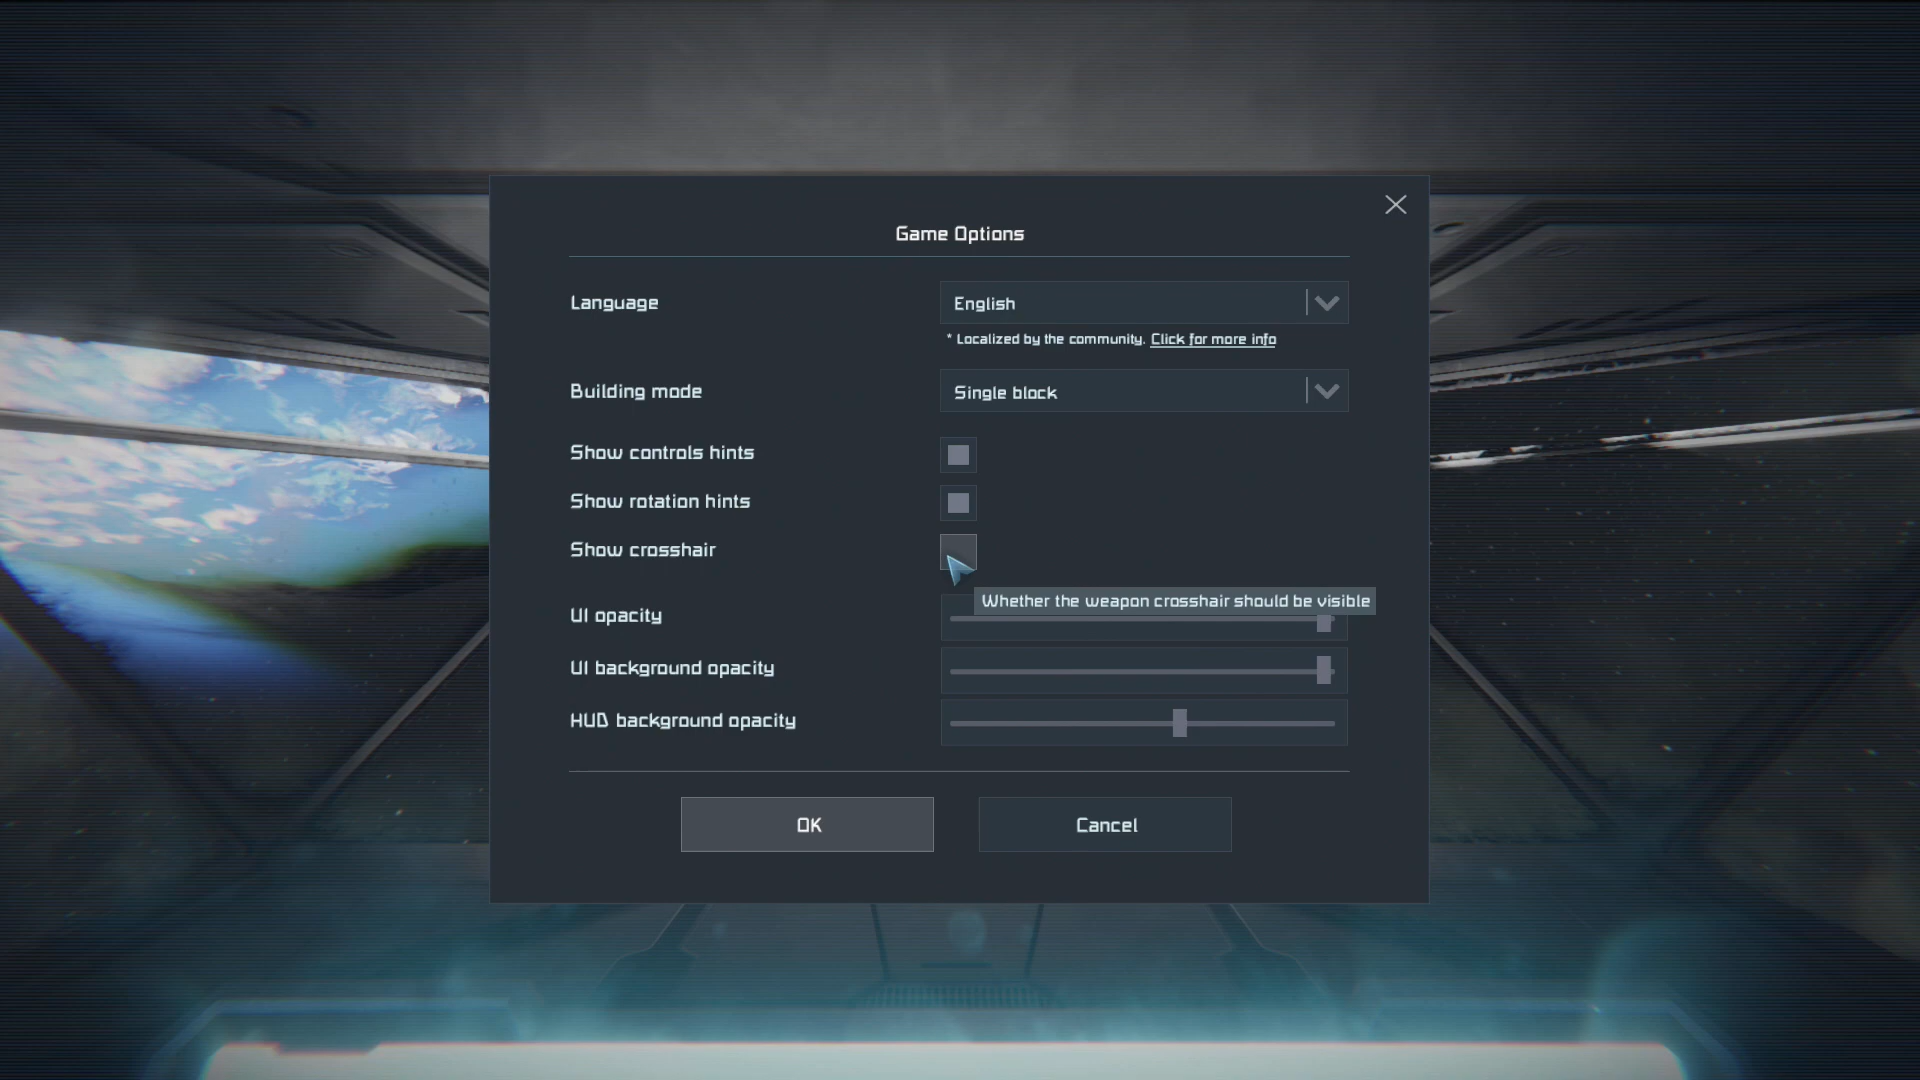 Game Options
Language
English
* Localized by the community. Click for more info
Building mode
Single block
Show controls hints
Show rotation hints
Show crosshair
Whether the weapon crosshair should be visible
UI opacity
UI background opacity
HUD background opacity
OK
Cancel